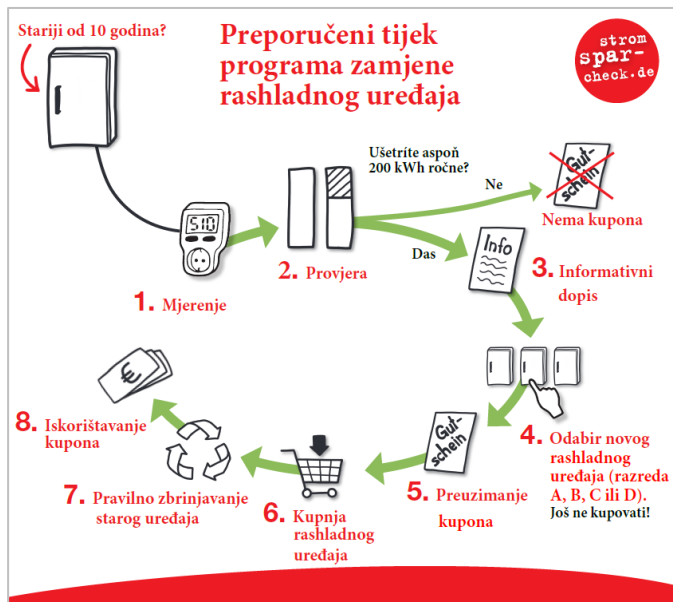 Stariji od 10 godina?
Preporučeni tijek
programa zamjene
rashladnog uređaja
strom
spar-
check.de
510
1. Mjerenje
2. Provjera
Ušetríte aspoň
200 kWh ročne?
Ne
Gut-
schein
Nema kupona
Das
Info
3. Informativni
dopis
4. Odabir novog
rashladnog
uređaja (razreda
A, B, C ili D).
Još ne kupovati!
Gut-
schein
5. Preuzimanje
kupona
6. Kupnja
rashladnog
uređaja
7. Pravilno zbrinjavanje
starog uređaja
€
8. Iskorištavanje
kupona